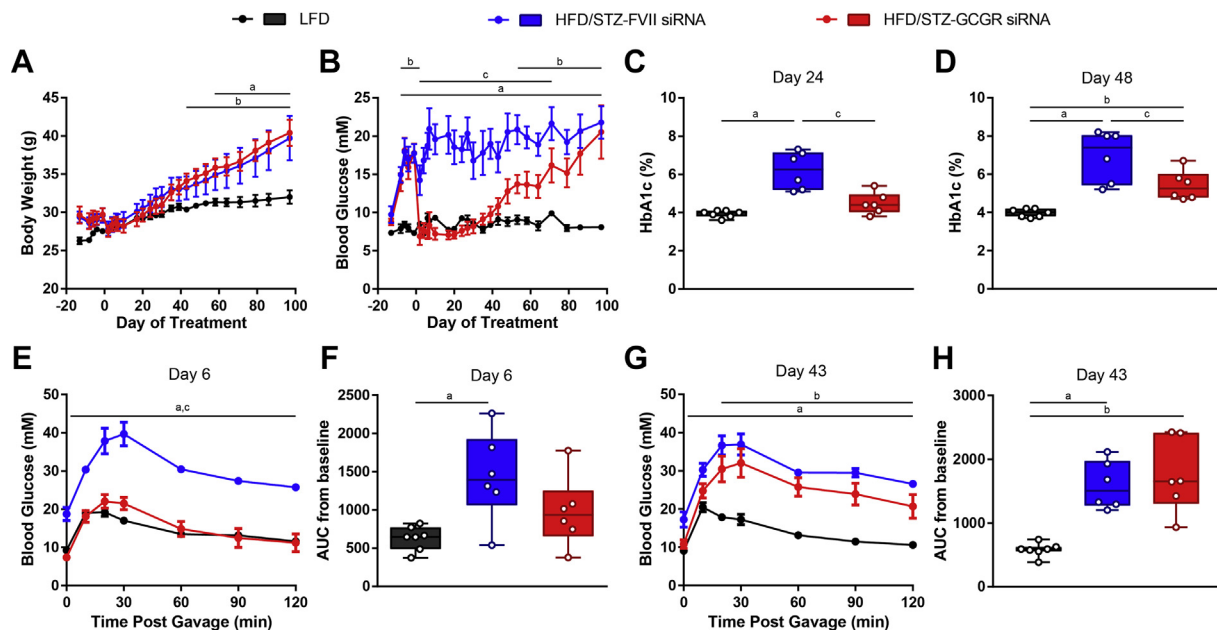 LFD
HFD/STZ-FVII siRNA
HFD/STZ-GCGR siRNA
A
Body Weight (g)
45
40
35
30
25
20
-20
0
20
40
60
80
100
Day of Treatment
a
b
B
Blood Glucose (mM)
25
20
15
10
5
0
-20
0
20
40
60
80
100
Day of Treatment
b
b
c
a
C
Day 24
HbA1c (%)
10
8
6
4
2
0
a
c
D
Day 48
HbA1c (%)
10
8
6
4
2
0
b
a
c
E
Day 6
Blood Glucose (mM)
50
40
30
20
10
0
0
30
60
90
120
Time Post Gavage (min)
a,c
F
Day 6
AUC from baseline
2500
2000
1500
1000
500
0
a
G
Day 43
Blood Glucose (mM)
50
40
30
20
10
0
0
30
60
90
120
Time Post Gavage (min)
b
a
H
Day 43
AUC from baseline
3000
2000
1000
0
a
b